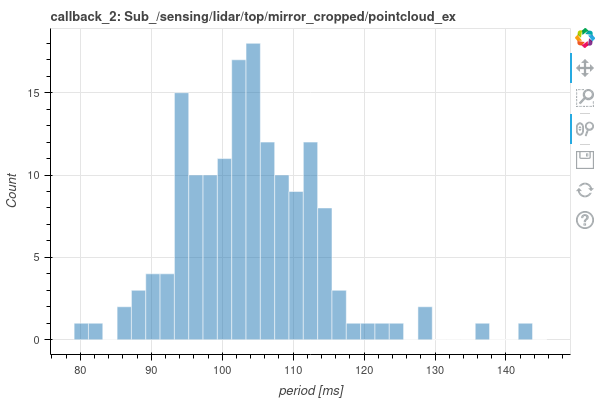 callback_2: Sub_/sensing/lidar/top/mirror_cropped/pointcloud_ex
15
10
5
0
Count
80 90 100 110 120 130 140
period [ms]